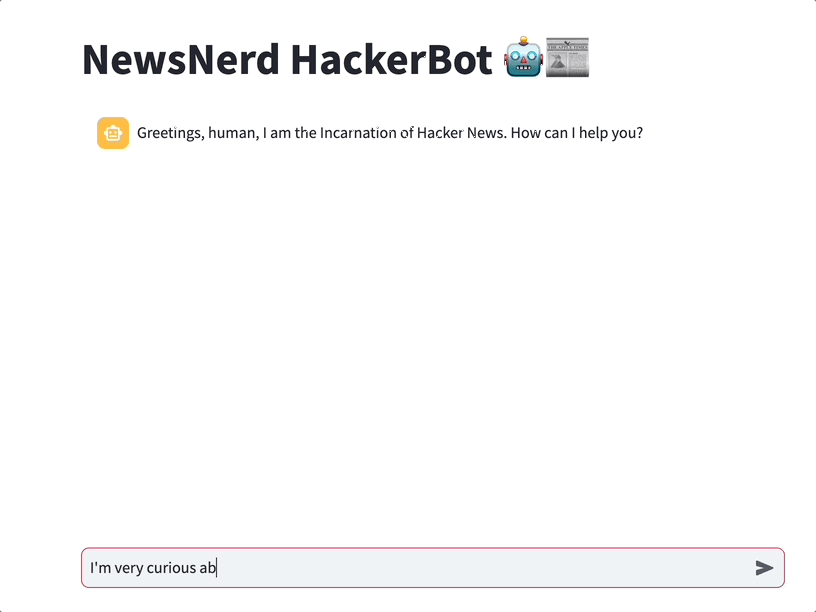 NewsNerd HackerBot 🤖📰
Greetings, human, I am the Incarnation of Hacker News. How can I help you?
I'm very curious ab